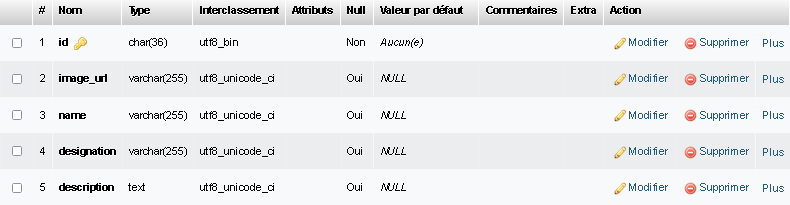 # Nom Type Interclassement Attributs Null Valeur par défaut Commentaires Extra Action
1 id char(36) utf8_bin Non Aucun(e) Modifier Supprimer Plus
2 image_url varchar(255) utf8_unicode_ci Oui NULL Modifier Supprimer Plus
3 name varchar(255) utf8_unicode_ci Oui NULL Modifier Supprimer Plus
4 designation varchar(255) utf8_unicode_ci Oui NULL Modifier Supprimer Plus
5 description text utf8_unicode_ci Oui NULL Modifier Supprimer Plus